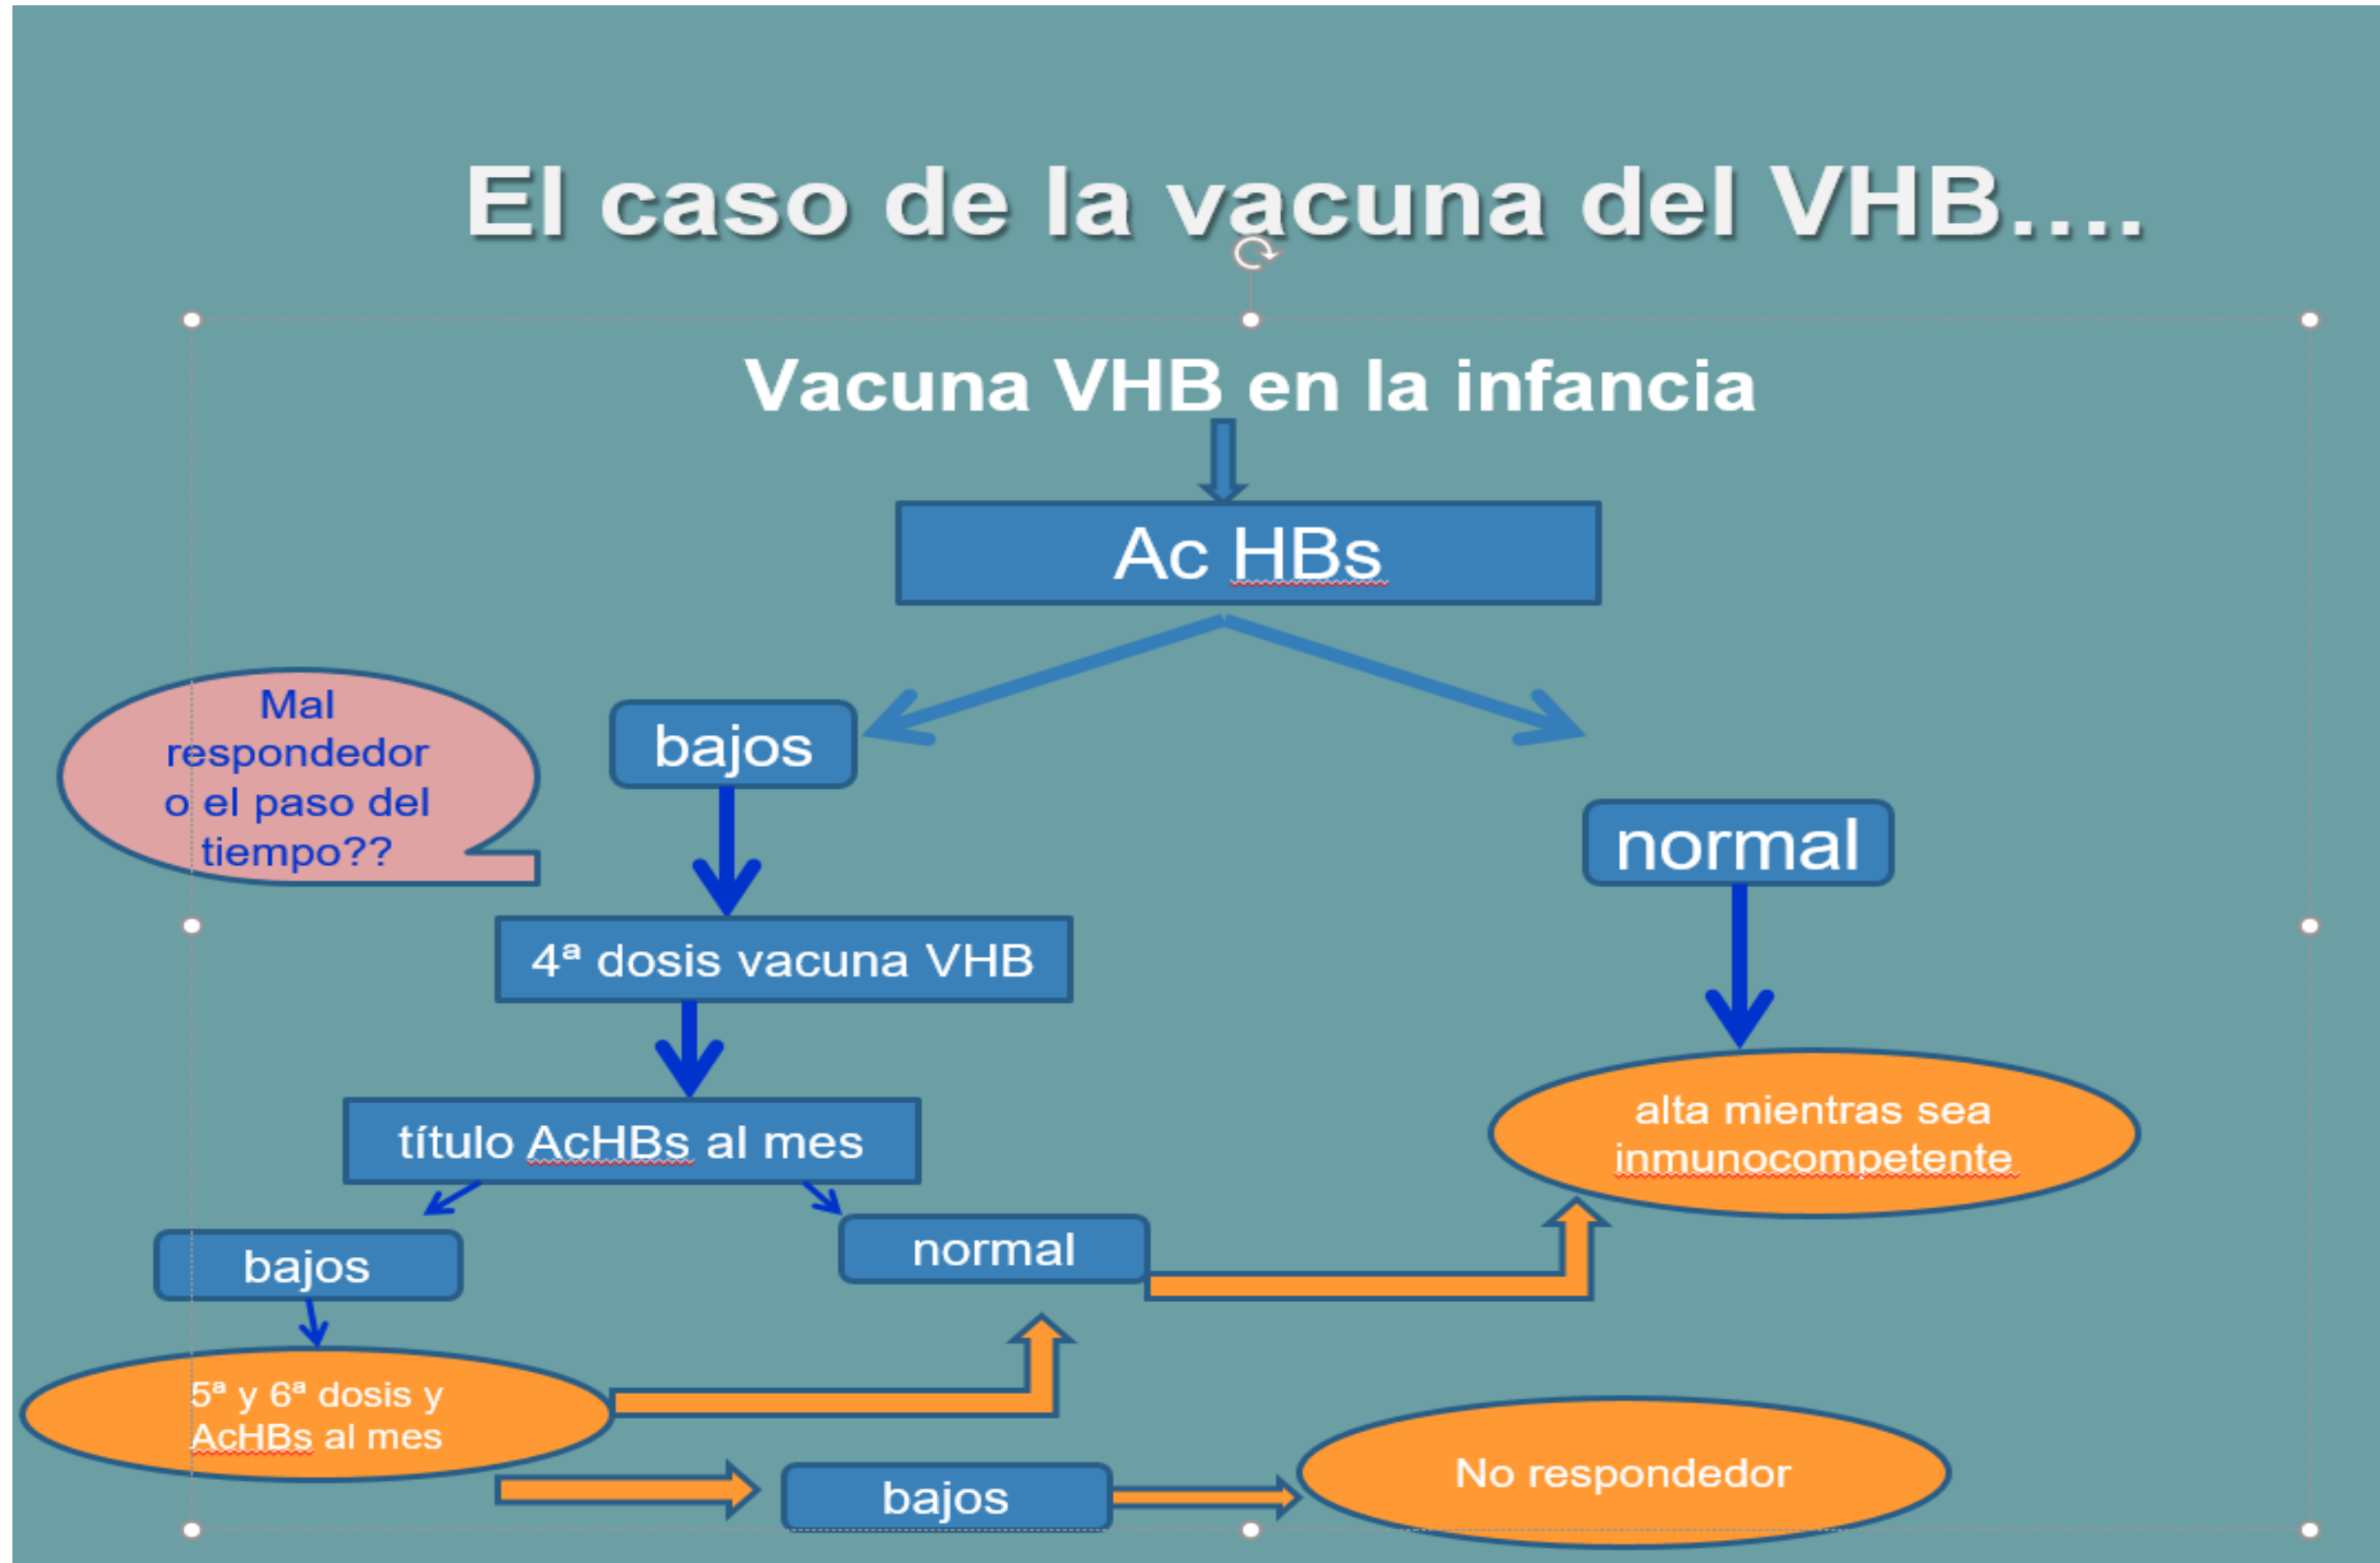 El caso de la vacuna del VHB....
Vacuna VHB en la infancia
Ac HBs
Mal
respondedor
o el paso del
tiempo??
bajos
normal
4ª dosis vacuna VHB
título AcHBs al mes
alta mientras sea
inmunocompetente
bajos
normal
5ª y 6ª dosis y
AcHBs al mes
bajos
No respondedor